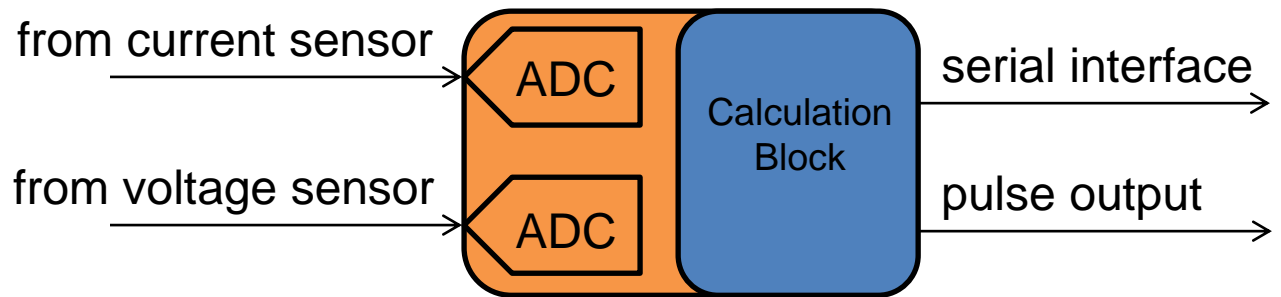 from current sensor
ADC
serial interface
Calculation
Block
from voltage sensor
ADC
pulse output